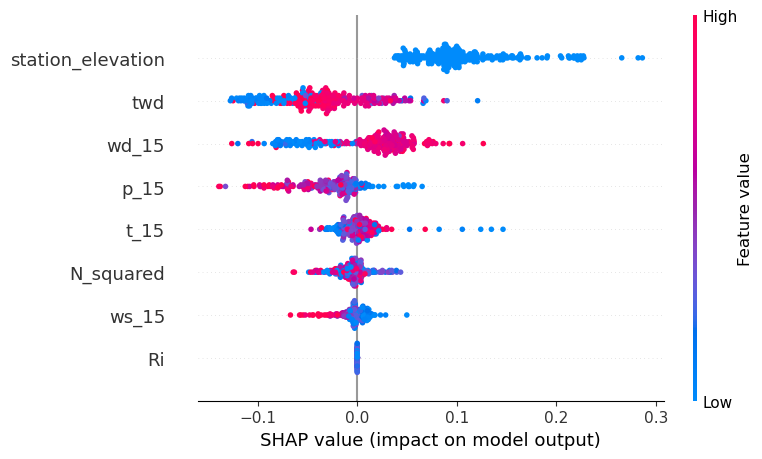 High
station_elevation
twd
wd_15
p_15
t_15
N_squared
ws_15
Ri
Feature value
Low
−0.1 0.0 0.1 0.2 0.3
SHAP value (impact on model output)